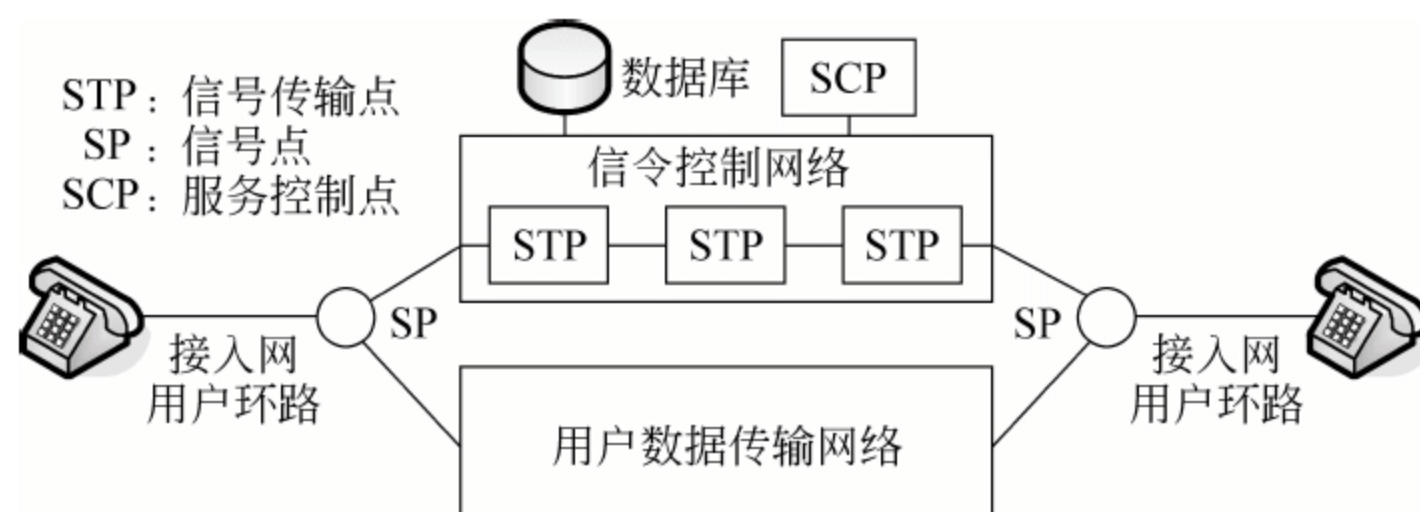 STP：信号传输点
SP：信号点
SCP：服务控制点
数据库
SCP
信令控制网络
STP
STP
STP
SP
SP
接入网
用户环路
接入网
用户环路
用户数据传输网络